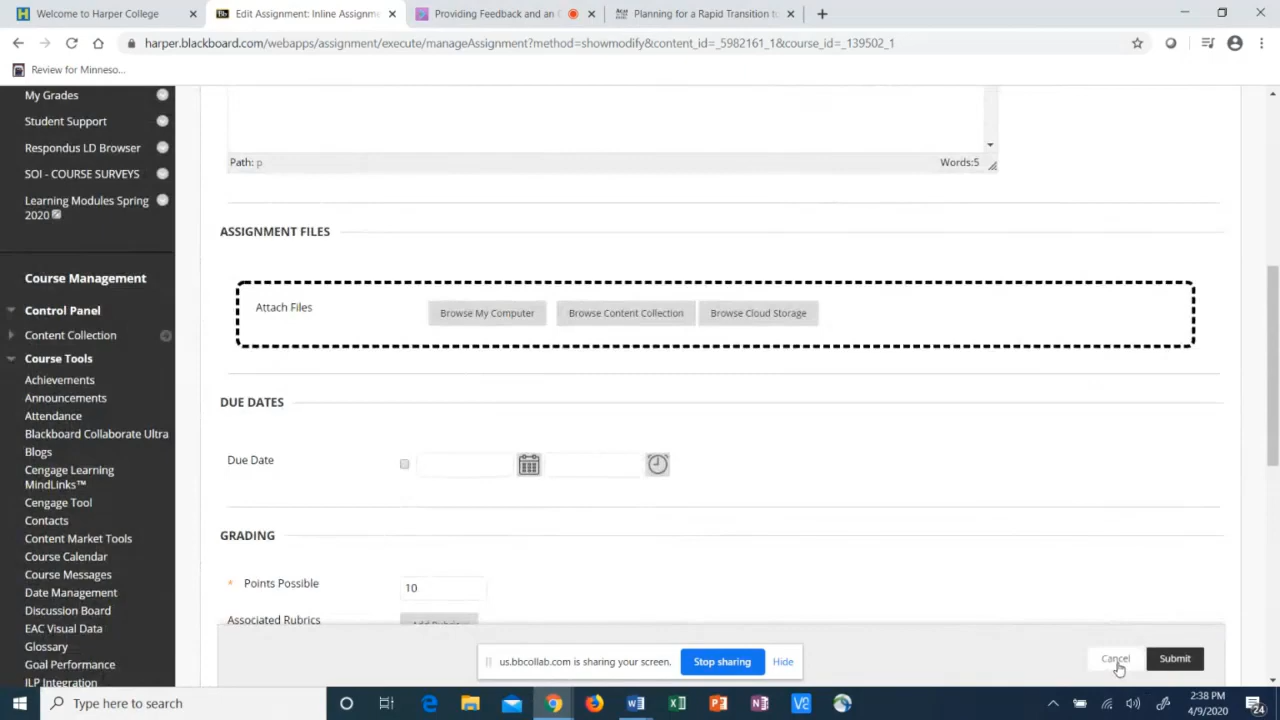 Welcome to Harper College
Edit Assignment: Inline Assignm
Providing Feedback and an
Planning for a Rapid Transition to
harper.blackboard.com/webapps/assignment/execute/manageAssignment?method=showmodify&content_id=_5982161_1&course_id=_139502_1
Review for Minneso...
My Grades
Student Support
Respondus LD Browser
SOI - COURSE SURVEYS
Learning Modules Spring
2020
Course Management
Control Panel
Content Collection
Course Tools
Achievements
Announcements
Attendance
Blackboard Collaborate Ultra
Blogs
Cengage Learning
MindLinks™
Cengage Tool
Contacts
Content Market Tools
Course Calendar
Course Messages
Date Management
Discussion Board
EAC Visual Data
Glossary
Goal Performance
ILP Integration
Path: p
Words:5
ASSIGNMENT FILES
Attach Files
Browse My Computer
Browse Content Collection
Browse Cloud Storage
DUE DATES
Due Date
GRADING
* Points Possible
10
Associated Rubrics
Add Rubric
us.bbcollab.com is sharing your screen.
Stop sharing
Hide
Cancel
Submit
Type here to search
2:38 PM
4/9/2020
24